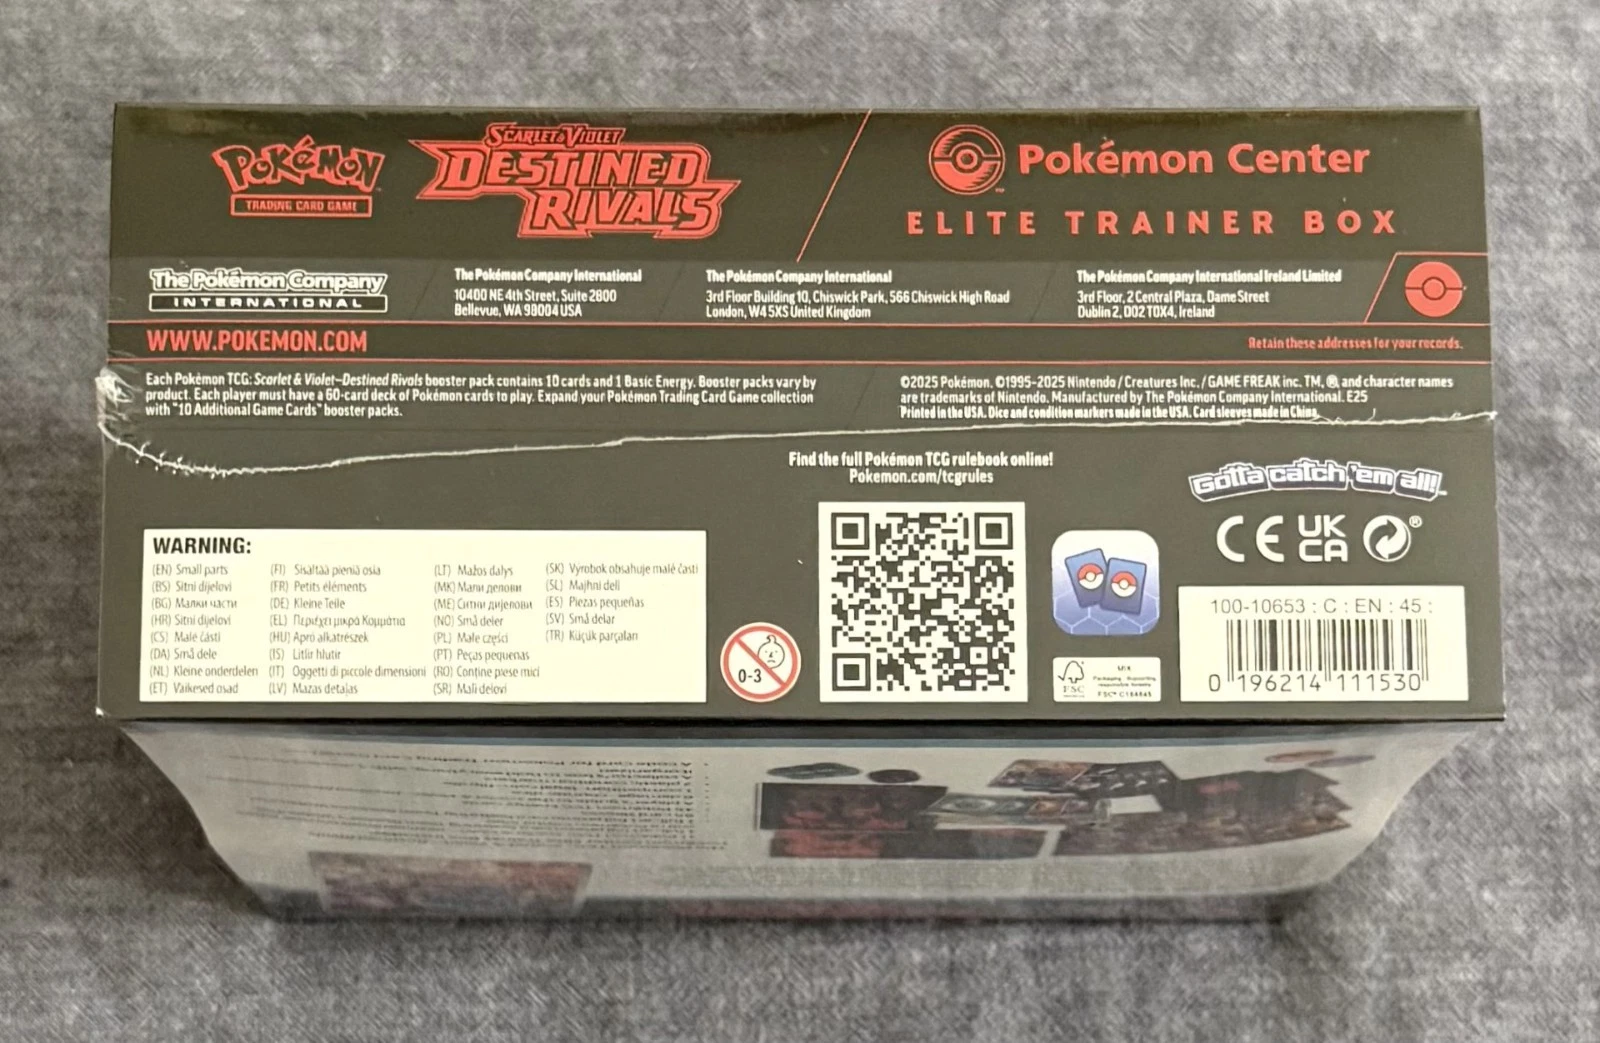 POKéMON
TRADING CARD GAME
SCARLET & VIOLET
DESTINED
RIVALS
Pokémon Center
ELITE TRAINER BOX
The Pokémon Company
INTERNATIONAL
The Pokémon Company International
10400 NE 4th Street, Suite 2800
Bellevue, WA 98004 USA
The Pokémon Company International
3rd Floor Building 10, Chiswick Park, 566 Chiswick High Road
London, W4 5XS United Kingdom
The Pokémon Company International Ireland Limited
3rd Floor, 2 Central Plaza, Dame Street
Dublin 2, D02 T0X4, Ireland
WWW.POKEMON.COM
Retain these addresses for your records.
Each Pokémon TCG: Scarlet & Violet—Destined Rivals booster pack contains 10 cards and 1 Basic Energy. Booster packs vary by
product. Each player must have a 60-card deck of Pokémon cards to play. Expand your Pokémon Trading Card Game collection
with "10 Additional Game Cards" booster packs.
©2025 Pokémon. ©1995-2025 Nintendo / Creatures Inc. / GAME FREAK inc. TM, ®, and character names
are trademarks of Nintendo. Manufactured by The Pokémon Company International. E25
Printed in the USA. Dice and condition markers made in the USA. Card sleeves made in China.
Find the full Pokémon TCG rulebook online!
Pokemon.com/tcgrules
Gotta catch 'em all!
CE UK
CA ®
WARNING:
(EN) Small parts
(BS) Sitni dijelovi
(BG) Малки части
(HR) Sitni dijelovi
(CS) Malé části
(DA) Små dele
(NL) Kleine onderdelen
(ET) Väikesed osad
(FI) Sisältää pieniä osia
(FR) Petits éléments
(DE) Kleine Teile
(EL) Περιέχει μικρά Κομμάτια
(HU) Apró alkatrészek
(IS) Litlir hlutir
(IT) Oggetti di piccole dimensioni
(LV) Mazas detaļas
(LT) Mažos dalys
(MK) Мали делови
(ME) Ситни дијелови
(NO) Små deler
(PL) Małe części
(PT) Peças pequenas
(RO) Conține piese mici
(SR) Mali delovi
(SK) Výrobok obsahuje malé časti
(SL) Majhni deli
(ES) Piezas pequeñas
(SV) Små delar
(TR) Küçük parçaları
0-3
FSC
MIX
Packaging | Supporting
responsible forestry
FSC® C164645
100-10653 : C : EN : 45 :
0 196214 111530